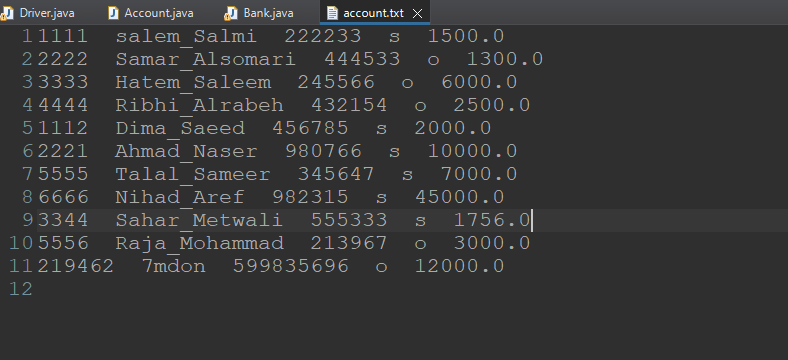 Driver.java Account.java Bank.java account.txt
1 1111 salem_Salmi 222233 s 1500.0
2 2222 Samar_Alsomari 444533 o 1300.0
3 3333 Hatem_Saleem 245566 o 6000.0
4 4444 Ribhi_Alrabeh 432154 o 2500.0
5 1112 Dima_Saeed 456785 s 2000.0
6 2221 Ahmad_Naser 980766 s 10000.0
7 5555 Talal_Sameer 345647 s 7000.0
8 6666 Nihad_Aref 982315 s 45000.0
9 3344 Sahar_Metwali 555333 s 1756.0
10 5556 Raja_Mohammad 213967 o 3000.0
11 219462 7mdon 599835696 o 12000.0
12